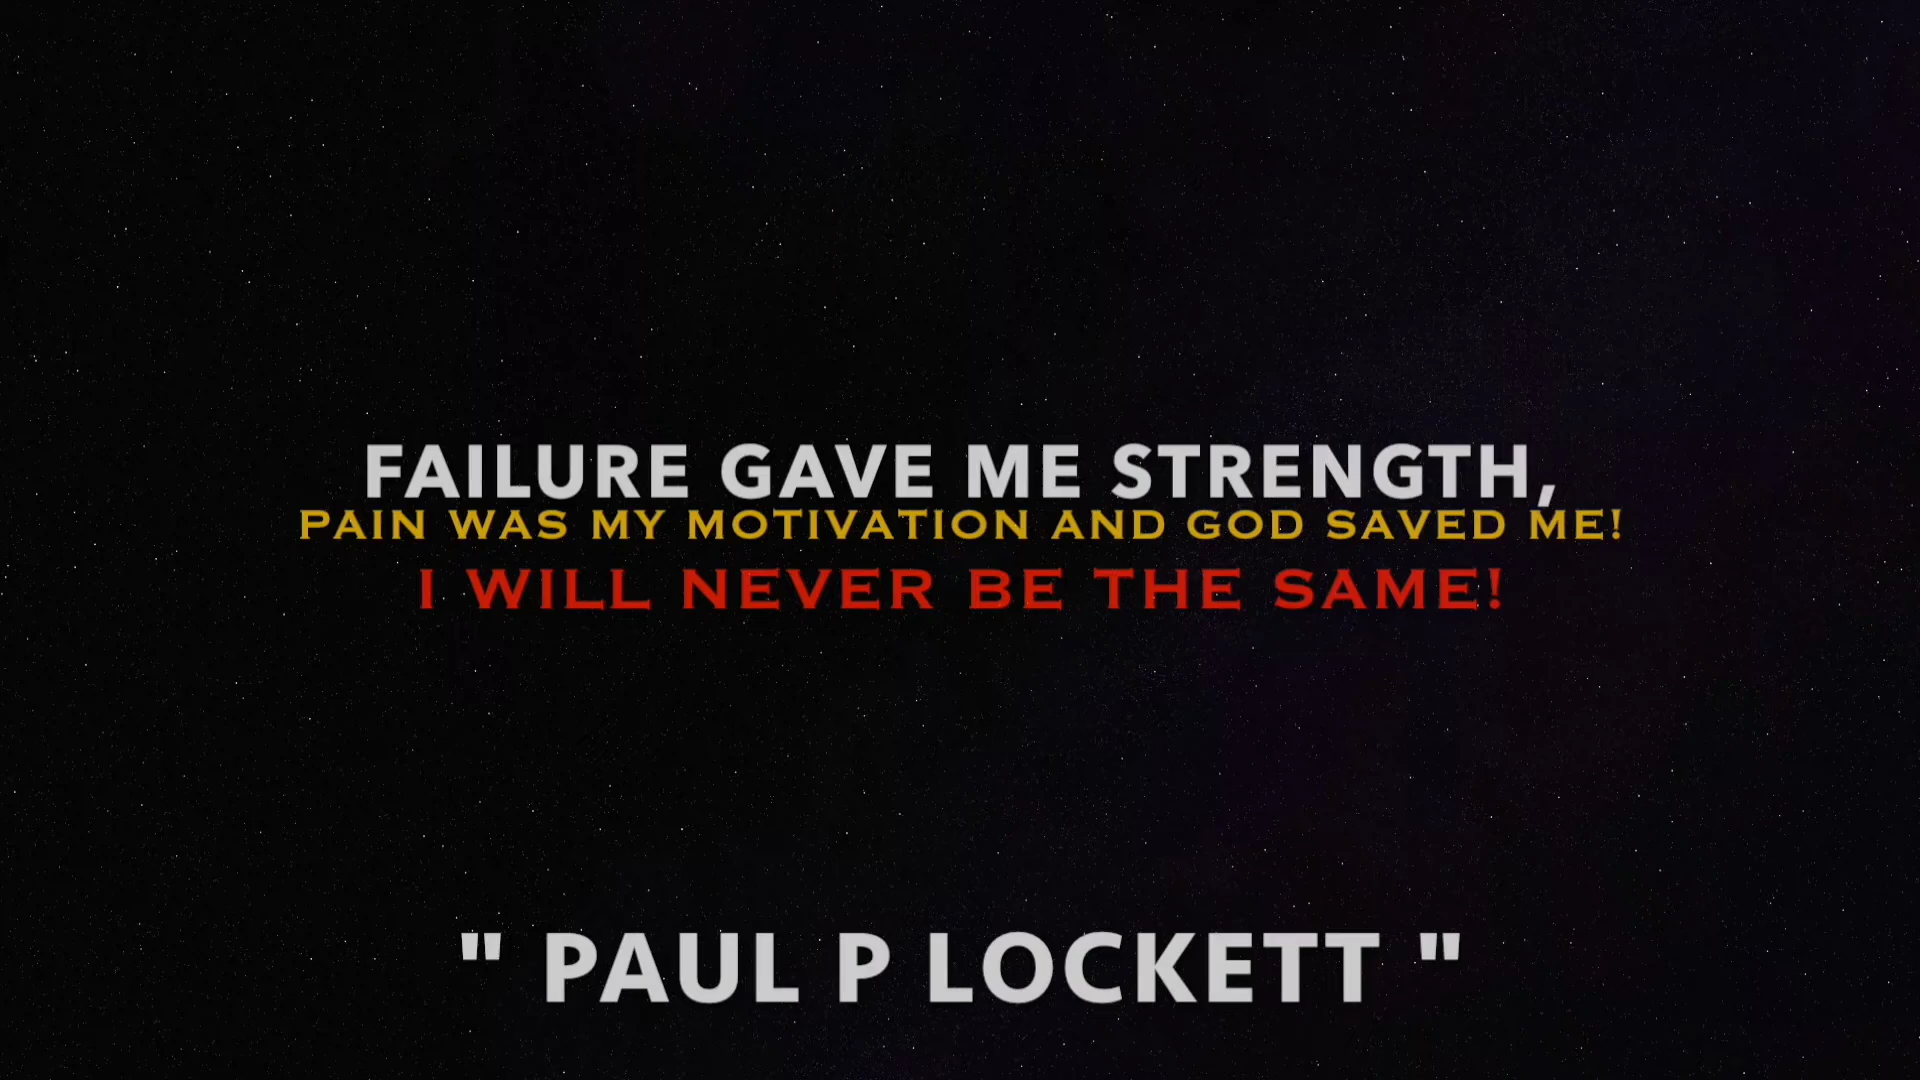 FAILURE GAVE ME STRENGTH,
PAIN WAS MY MOTIVATION AND GOD SAVED ME!
I WILL NEVER BE THE SAME!
" PAUL P LOCKETT "